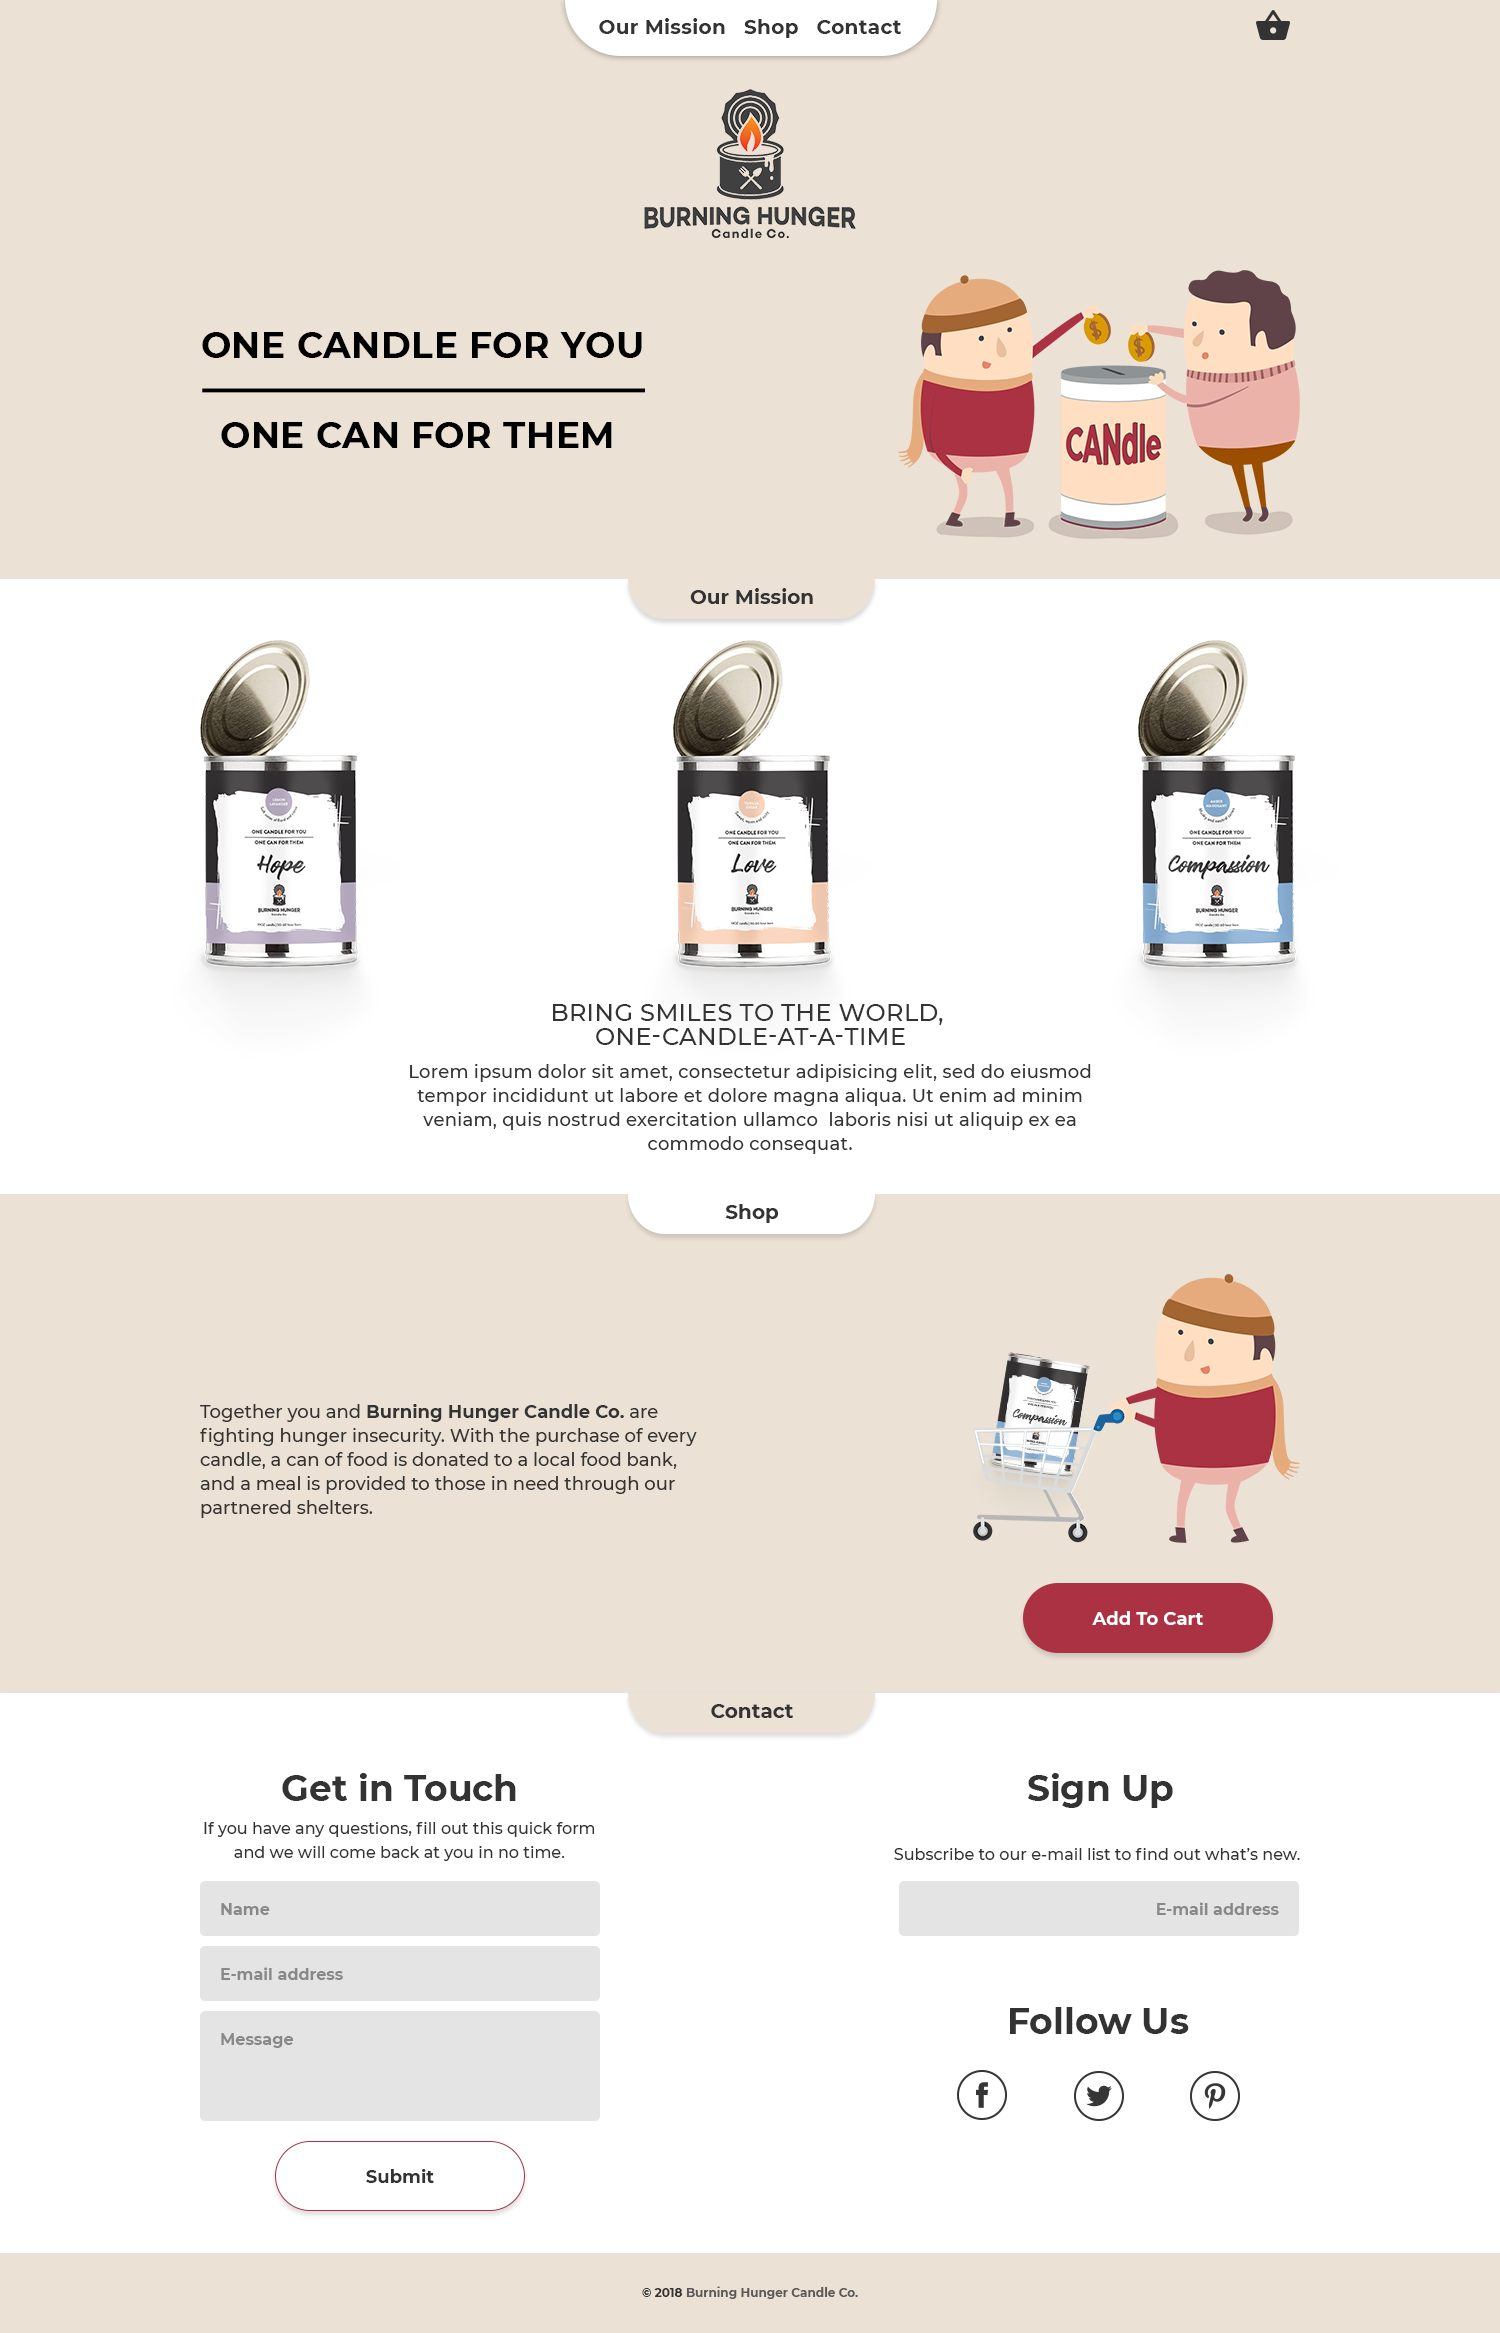 Our Mission Shop Contact
BURNING HUNGER
Candle Co.
ONE CANDLE FOR YOU
ONE CAN FOR THEM
$
$
CANdle
Our Mission
LEMON
LAVENDER
ONE CANDLE FOR YOU
ONE CAN FOR THEM
Hope
BURNING HUNGER
Candle Co.
ONE CANDLE FOR YOU
ONE CAN FOR THEM
Love
BURNING HUNGER
Candle Co.
AMBER
ONE CANDLE FOR YOU
ONE CAN FOR THEM
Compassion
BURNING HUNGER
Candle Co.
BRING SMILES TO THE WORLD,
ONE-CANDLE-AT-A-TIME
Lorem ipsum dolor sit amet, consectetur adipisicing elit, sed do eiusmod
tempor incididunt ut labore et dolore magna aliqua. Ut enim ad minim
veniam, quis nostrud exercitation ullamco  laboris nisi ut aliquip ex ea
commodo consequat.
Shop
Compassion
Together you and Burning Hunger Candle Co. are
fighting hunger insecurity. With the purchase of every
candle, a can of food is donated to a local food bank,
and a meal is provided to those in need through our
partnered shelters.
Add To Cart
Contact
Get in Touch
If you have any questions, fill out this quick form
and we will come back at you in no time.
Name
E-mail address
Message
Submit
Sign Up
Subscribe to our e-mail list to find out what’s new.
E-mail address
Follow Us
© 2018 Burning Hunger Candle Co.